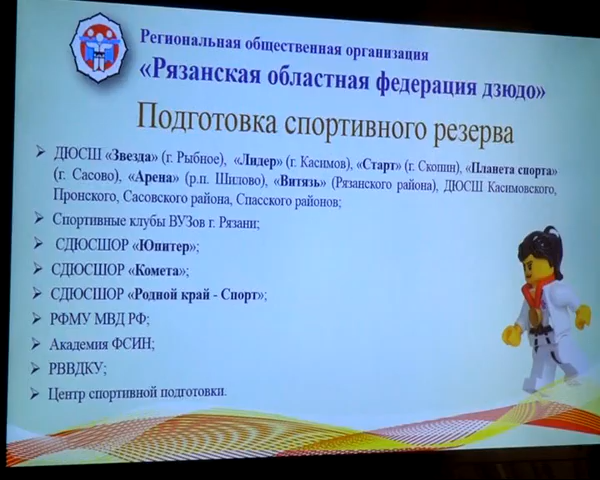 Региональная общественная организация
«Рязанская областная федерация дзюдо»
Подготовка спортивного резерва
➢ ДЮСШ «Звезда» (г. Рыбное), «Лидер» (г. Касимов), «Старт» (г. Скопин), «Планета спорта»
(г. Сасово), «Арена» (р.п. Шилово), «Витязь» (Рязанского района), ДЮСШ Касимовского,
Пронского, Сасовского района, Спасского районов;
➢ Спортивные клубы ВУЗов г. Рязани;
➢ СДЮСШОР «Юпитер»;
➢ СДЮСШОР «Комета»;
➢ СДЮСШОР «Родной край - Спорт»;
➢ РФМУ МВД РФ;
➢ Академия ФСИН;
➢ РВВДКУ;
➢ Центр спортивной подготовки.